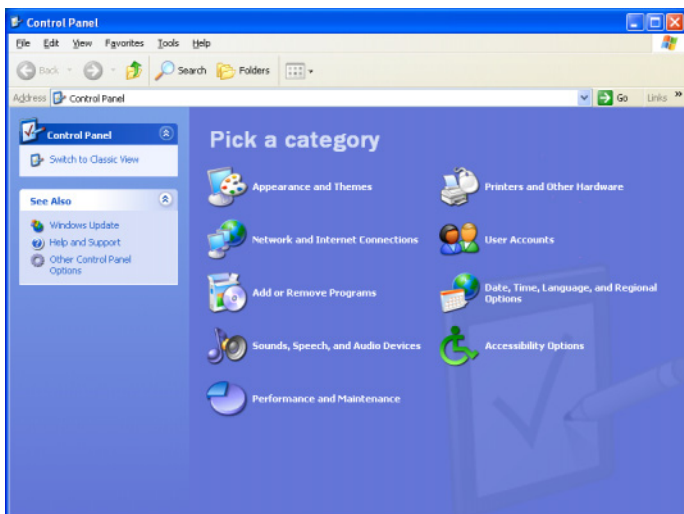 Control Panel
File Edit View Favorites Tools Help
Back Search Folders
Address Control Panel Go Links »
Control Panel
Switch to Classic View
See Also
Windows Update
Help and Support
Other Control Panel
Options
Pick a category
Appearance and Themes
Printers and Other Hardware
Network and Internet Connections
User Accounts
Add or Remove Programs
Date, Time, Language, and Regional
Options
Sounds, Speech, and Audio Devices
Accessibility Options
Performance and Maintenance